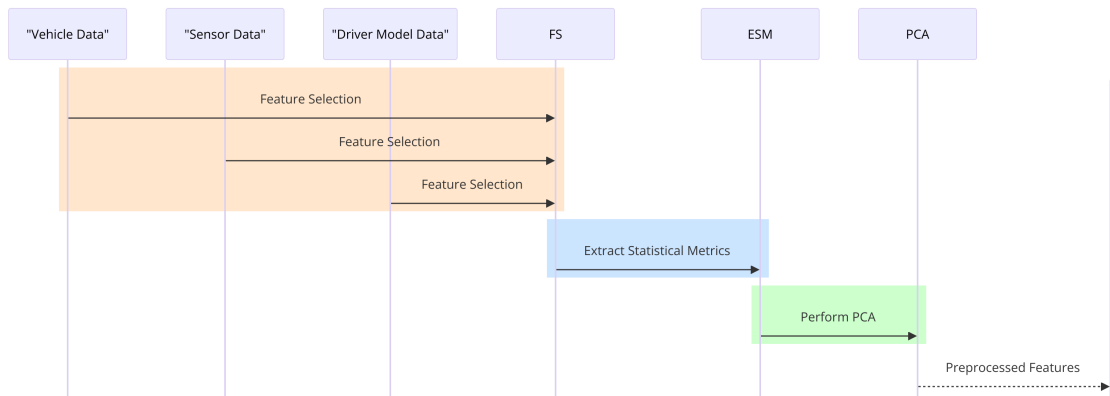 "Vehicle Data"
"Sensor Data"
"Driver Model Data"
FS
ESM
PCA
Feature Selection
Feature Selection
Feature Selection
Extract Statistical Metrics
Perform PCA
Preprocessed Features